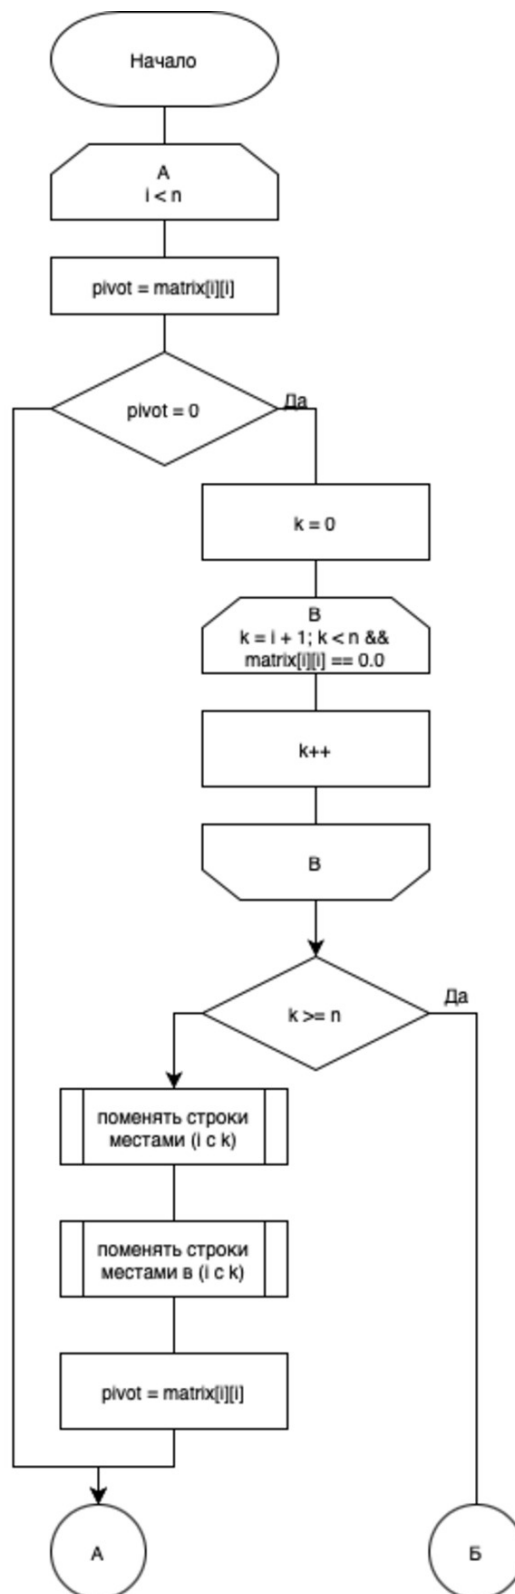 Начало
А
i < n
pivot = matrix[i][i]
pivot = 0
Да
k = 0
В
k = i + 1; k < n &&
matrix[i][i] == 0.0
k++
В
k >= n
Да
поменять строки
местами (i с k)
поменять строки
местами в (i с k)
pivot = matrix[i][i]
А
Б